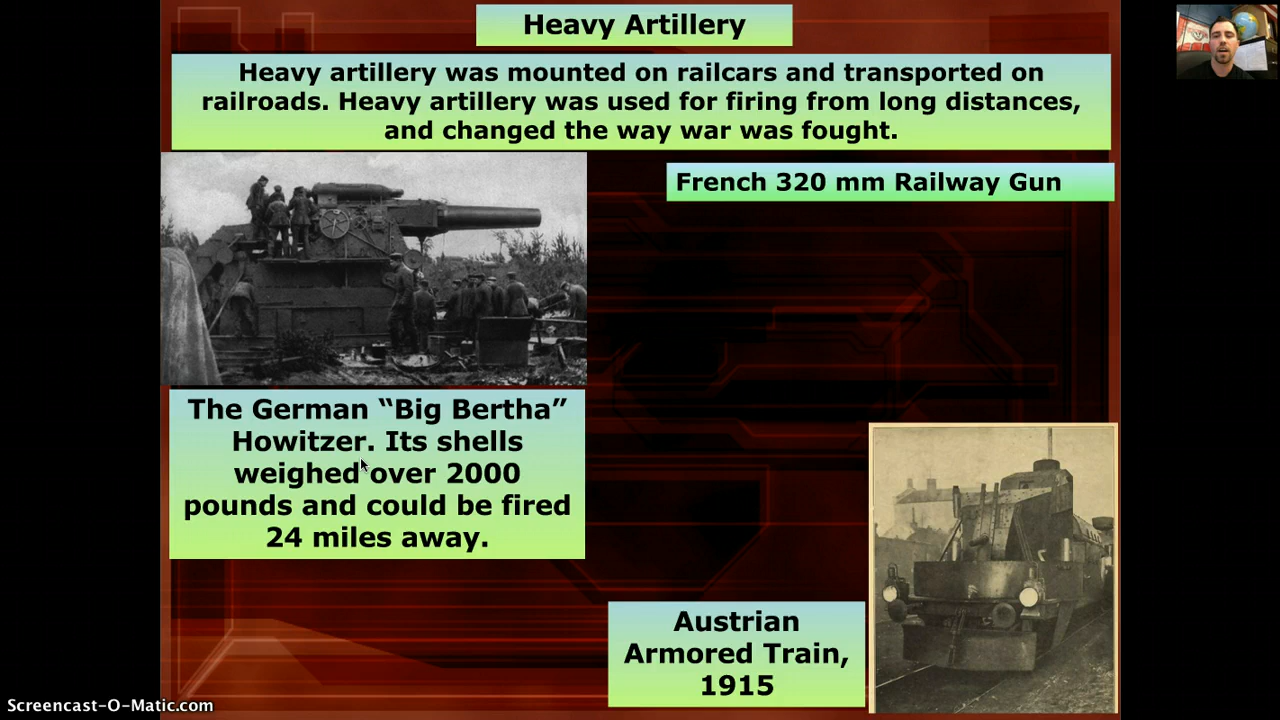 Heavy Artillery
Heavy artillery was mounted on railcars and transported on
railroads. Heavy artillery was used for firing from long distances,
and changed the way war was fought.
French 320 mm Railway Gun
The German “Big Bertha”
Howitzer. Its shells
weighed over 2000
pounds and could be fired
24 miles away.
Austrian
Armored Train,
1915
Screencast-O-Matic.com